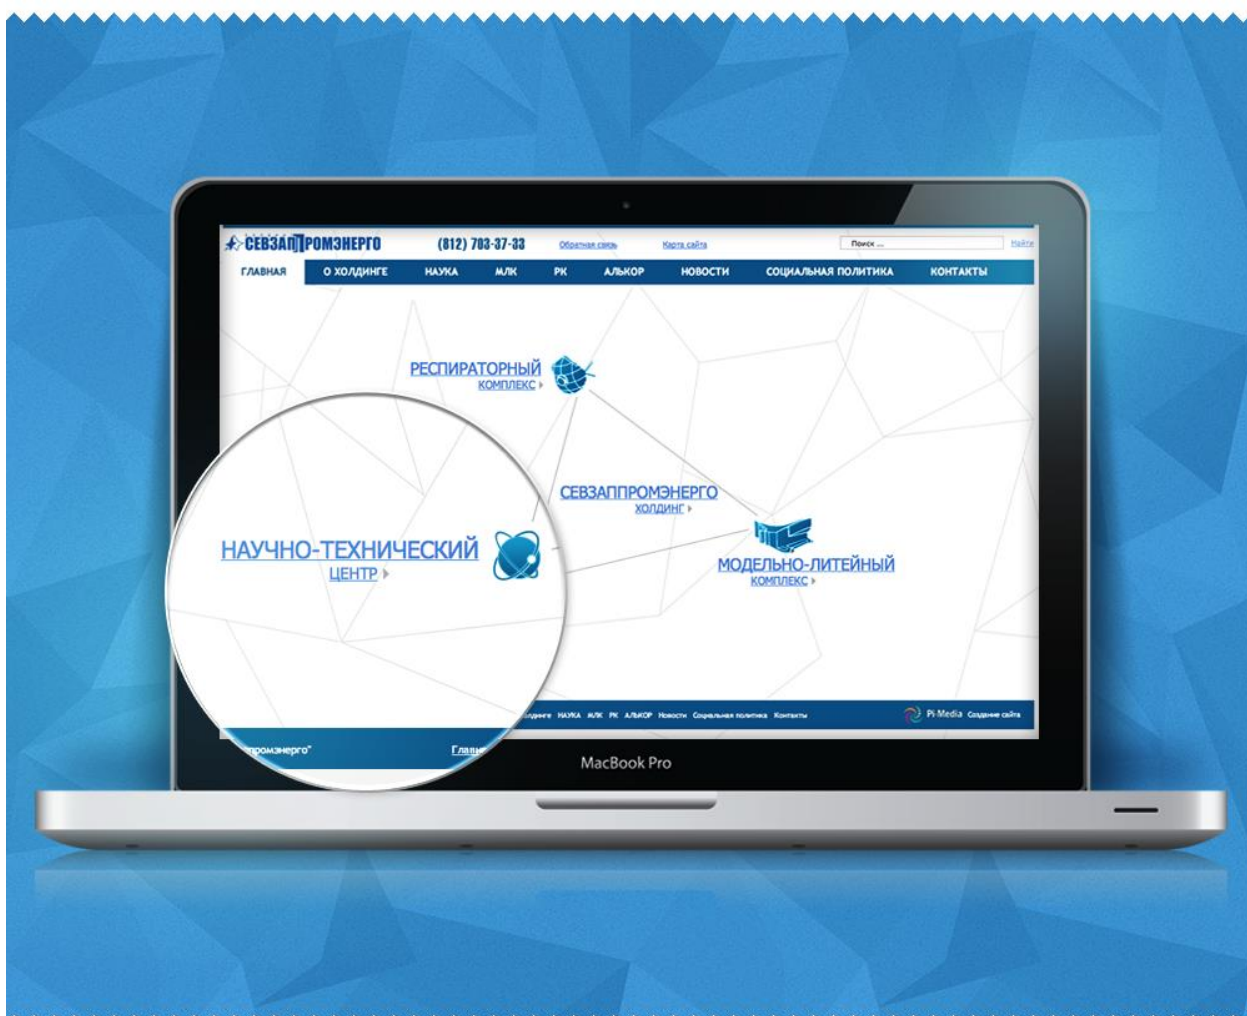 СЕВЗАППРОМЭНЕРГО
(812) 703-37-33
Обратная связь
Карта сайта
Поиск ...
Найти
ГЛАВНАЯ О ХОЛДИНГЕ НАУКА МЛК РК АЛЬКОР НОВОСТИ СОЦИАЛЬНАЯ ПОЛИТИКА КОНТАКТЫ
РЕСПИРАТОРНЫЙ
КОМПЛЕКС
СЕВЗАППРОМЭНЕРГО
ХОЛДИНГ
НАУЧНО-ТЕХНИЧЕСКИЙ
ЦЕНТР
МОДЕЛЬНО-ЛИТЕЙНЫЙ
КОМПЛЕКС
НАУКА МЛК РК АЛЬКОР Новости Социальная политика Контакты
Pi-Media Создание сайта
MacBook Pro